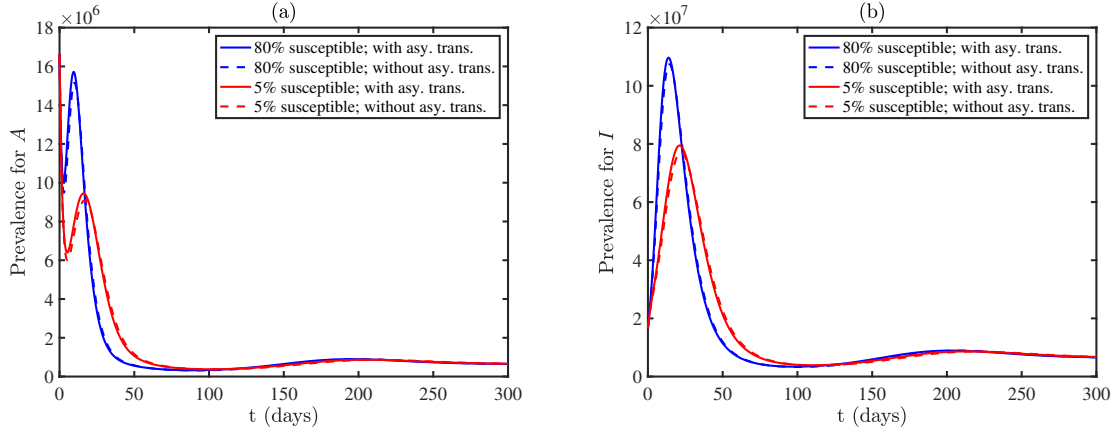 (a)
×10⁶
18
16
14
12
10
8
6
4
2
0
Prevalence for A
80% susceptible; with asy. trans.
80% susceptible; without asy. trans.
5% susceptible; with asy. trans.
5% susceptible; without asy. trans.
0 50 100 150 200 250 300
t (days)
(b)
×10⁷
12
10
8
6
4
2
0
Prevalence for I
80% susceptible; with asy. trans.
80% susceptible; without asy. trans.
5% susceptible; with asy. trans.
5% susceptible; without asy. trans.
0 50 100 150 200 250 300
t (days)